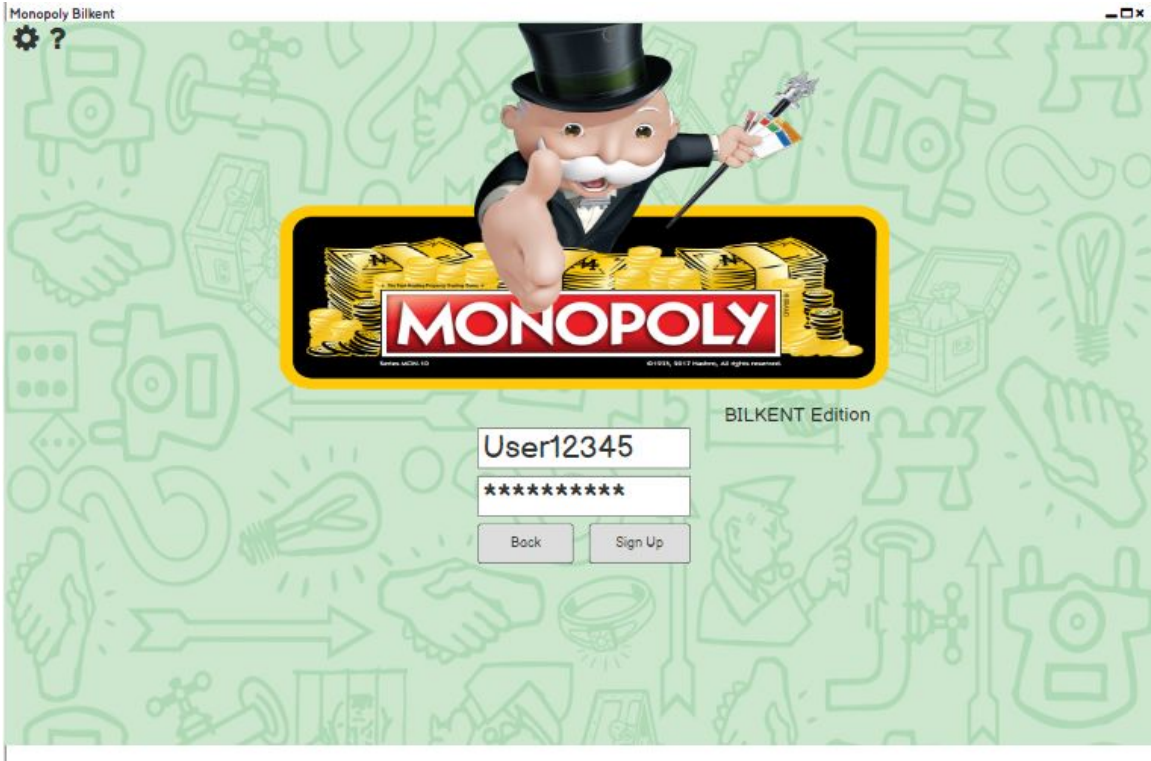 Monopoly Bilkent
?
MONOPOLY
BILKENT Edition
User12345
**********
Back
Sign Up